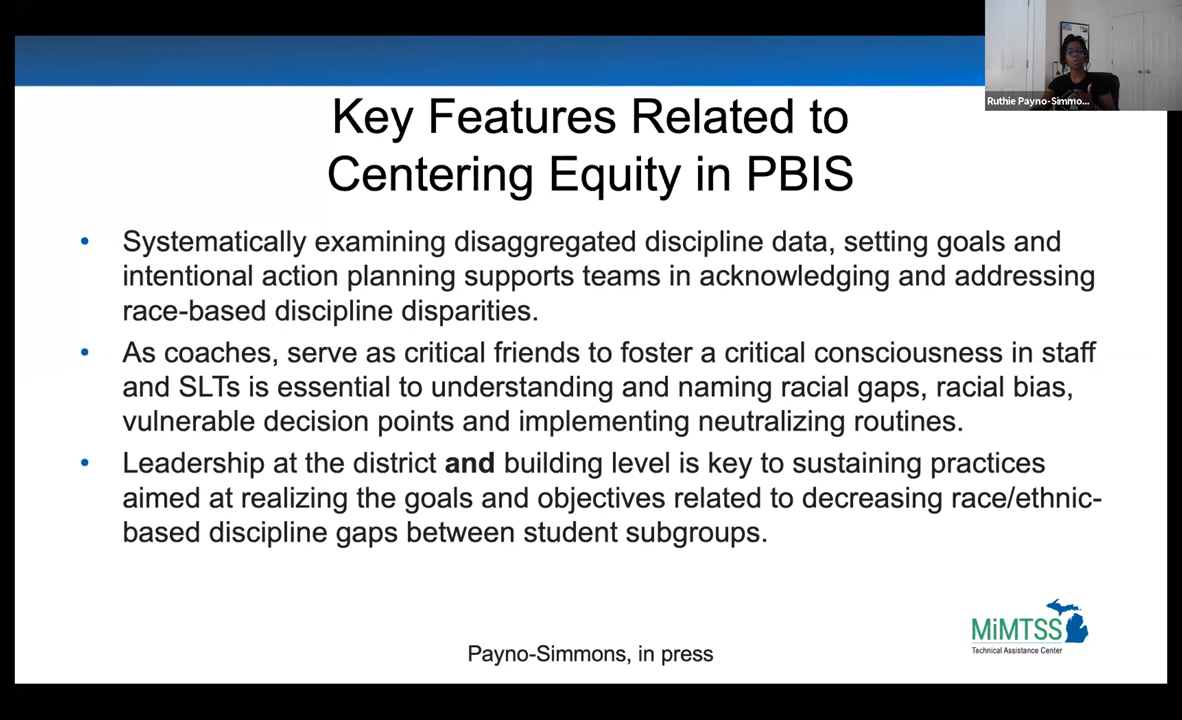 Ruthie Payno-Simmo...
Key Features Related to
Centering Equity in PBIS
• Systematically examining disaggregated discipline data, setting goals and
intentional action planning supports teams in acknowledging and addressing
race-based discipline disparities.
• As coaches, serve as critical friends to foster a critical consciousness in staff
and SLTs is essential to understanding and naming racial gaps, racial bias,
vulnerable decision points and implementing neutralizing routines.
• Leadership at the district and building level is key to sustaining practices
aimed at realizing the goals and objectives related to decreasing race/ethnic-
based discipline gaps between student subgroups.
MiMTSS
Technical Assistance Center
Payno-Simmons, in press